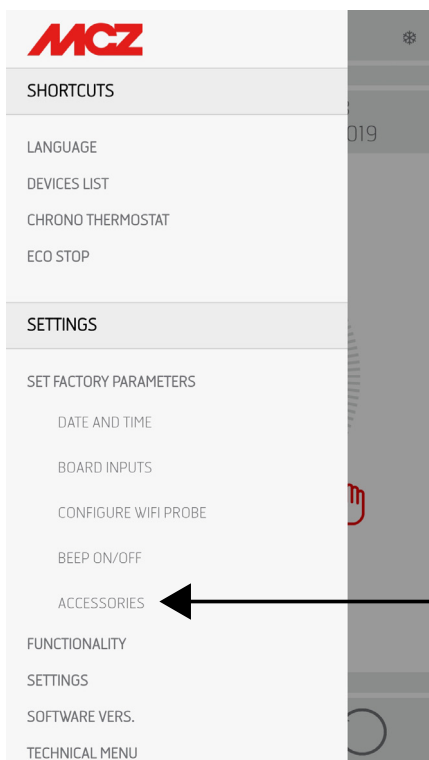 MCZ
SHORTCUTS
LANGUAGE
DEVICES LIST
CHRONO THERMOSTAT
ECO STOP
SETTINGS
SET FACTORY PARAMETERS
DATE AND TIME
BOARD INPUTS
CONFIGURE WIFI PROBE
BEEP ON/OFF
ACCESSORIES
FUNCTIONALITY
SETTINGS
SOFTWARE VERS.
TECHNICAL MENU
019